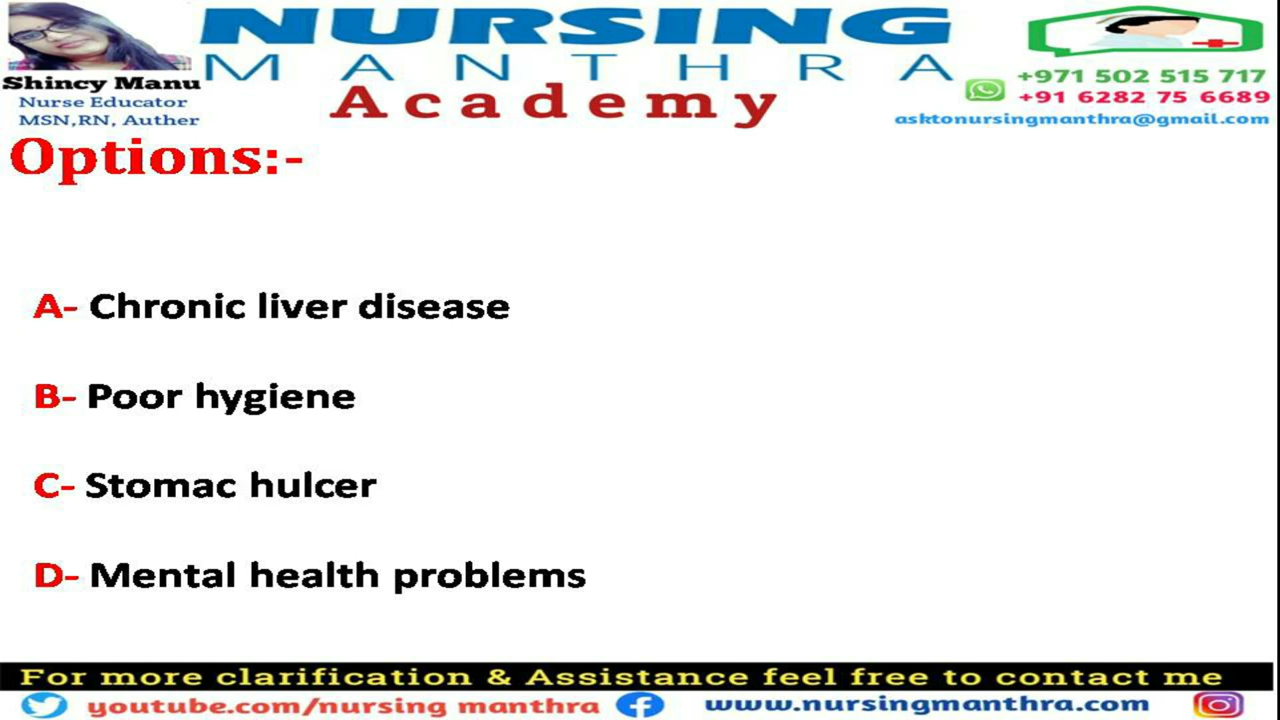 NURSING
MANTHRA
Academy
Shincy Manu
Nurse Educator
MSN,RN, Auther
+971 502 515 717
+91 6282 75 6689
asktonursingmanthra@gmail.com
Options:-
A- Chronic liver disease
B- Poor hygiene
C- Stomac hulcer
D- Mental health problems
For more clarification & Assistance feel free to contact me
youtube.com/nursing manthra
www.nursingmanthra.com